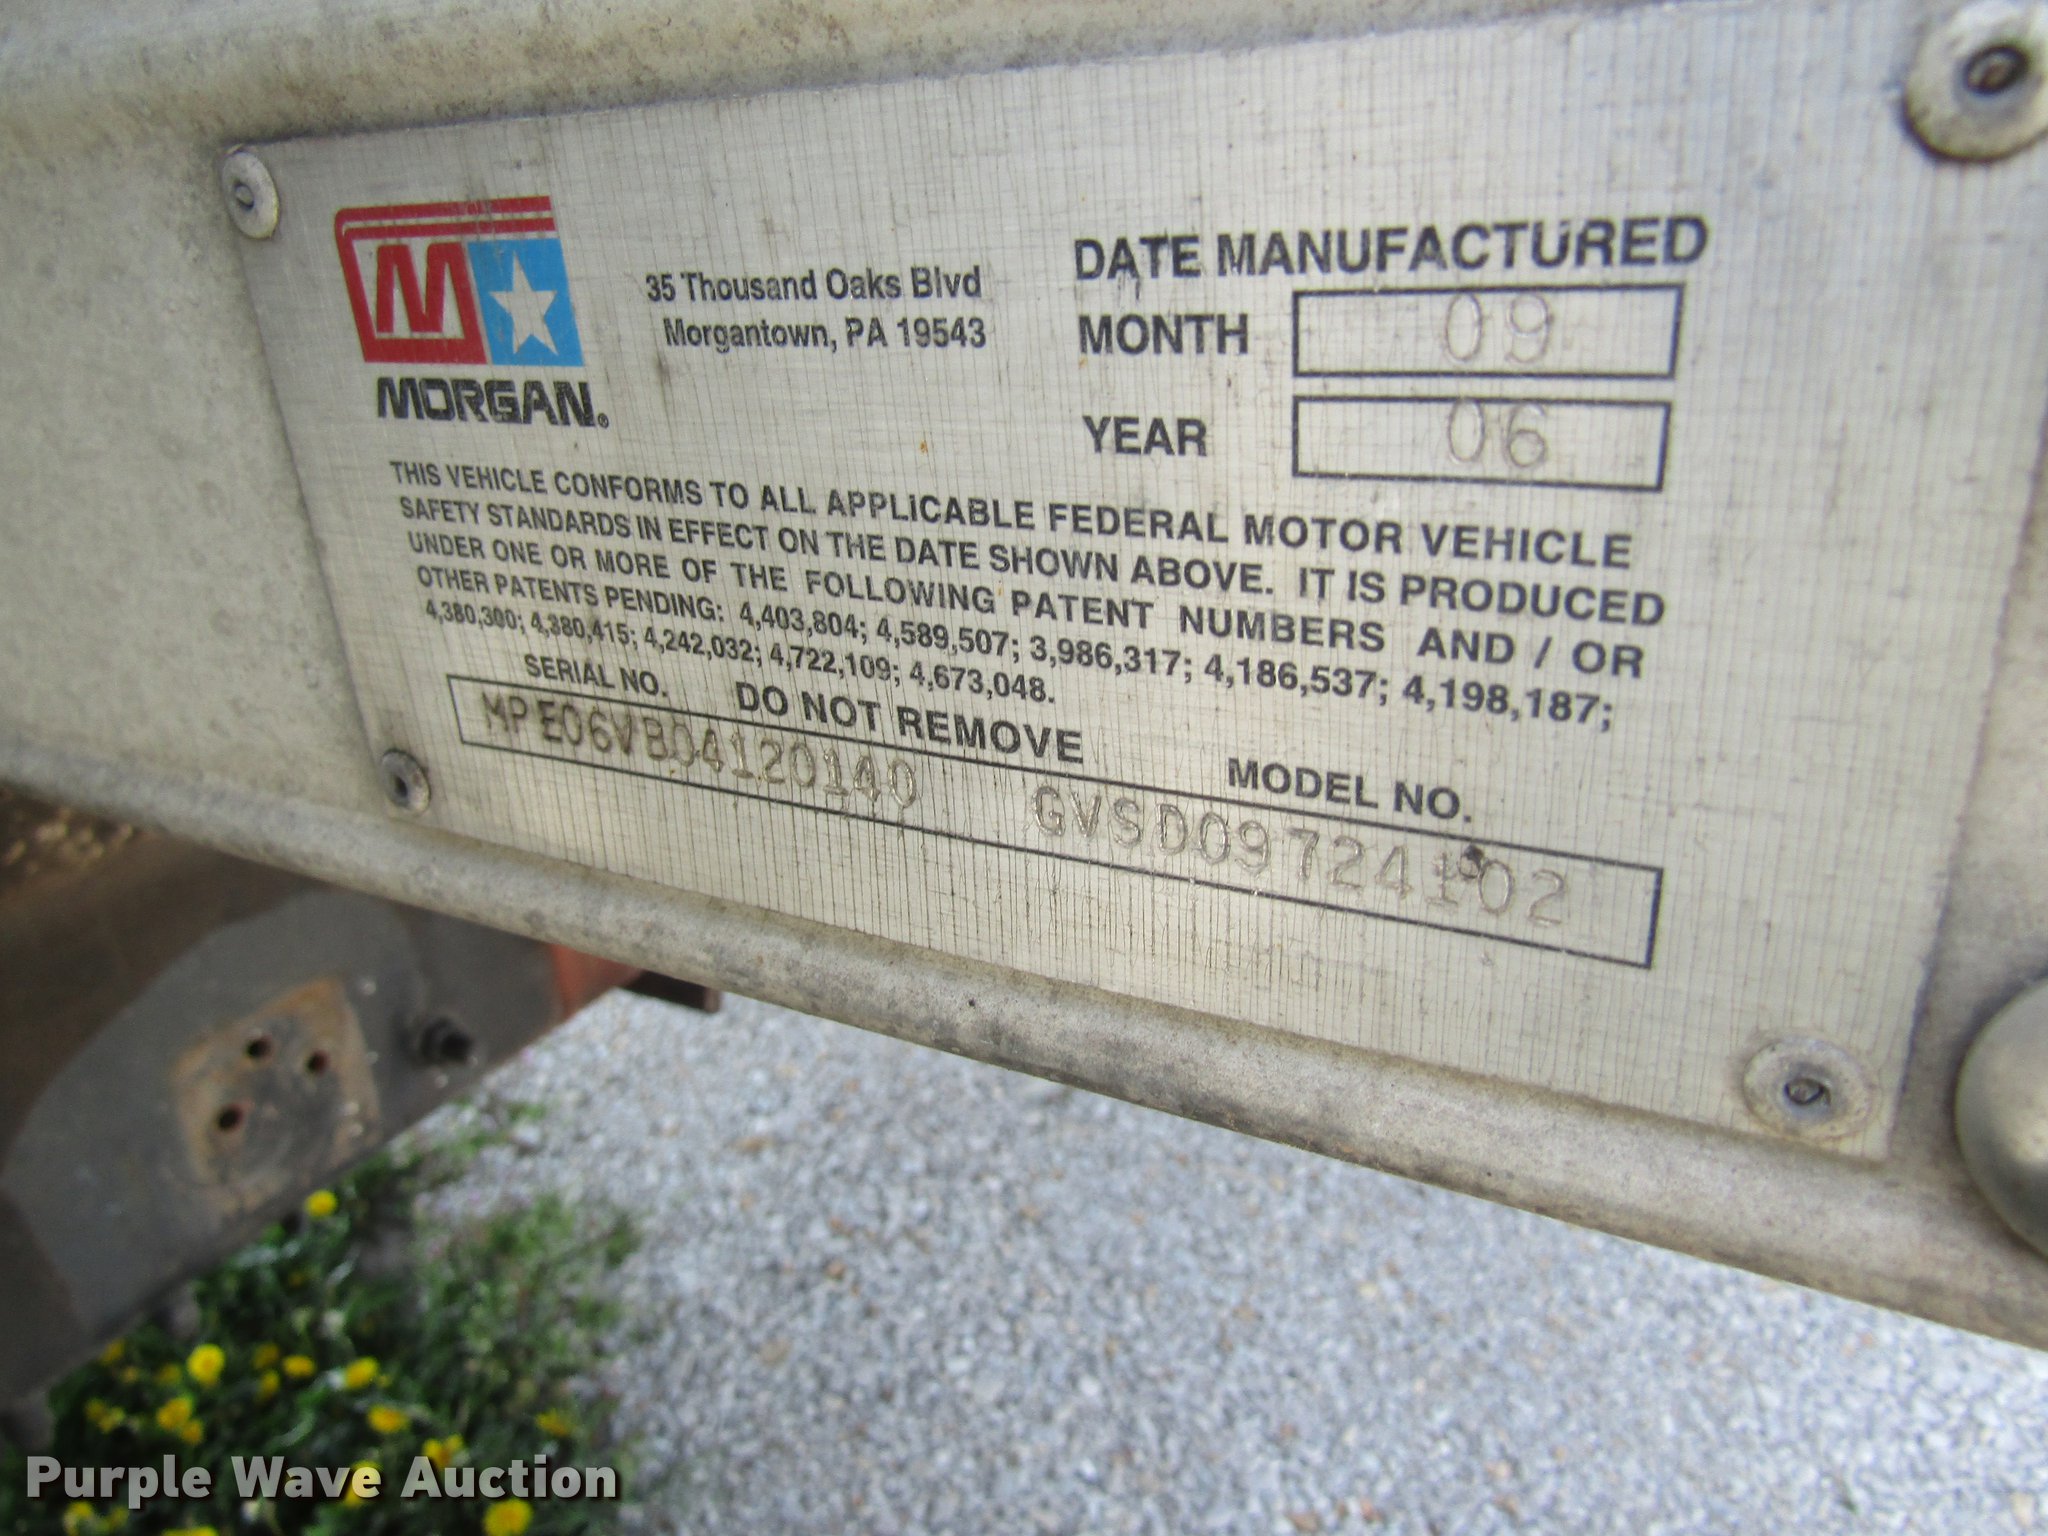 M
MORGAN®
35 Thousand Oaks Blvd
Morgantown, PA 19543
DATE MANUFACTURED
MONTH 09
YEAR 06
THIS VEHICLE CONFORMS TO ALL APPLICABLE FEDERAL MOTOR VEHICLE
SAFETY STANDARDS IN EFFECT ON THE DATE SHOWN ABOVE. IT IS PRODUCED
UNDER ONE OR MORE OF THE FOLLOWING PATENT NUMBERS AND / OR
OTHER PATENTS PENDING: 4,403,804; 4,589,507; 3,986,317; 4,186,537; 4,198,187;
4,380,300; 4,380,415; 4,242,032; 4,722,109; 4,673,048.
SERIAL NO. DO NOT REMOVE MODEL NO.
MPE06VB04120140 GVSD09724102
Purple Wave Auction